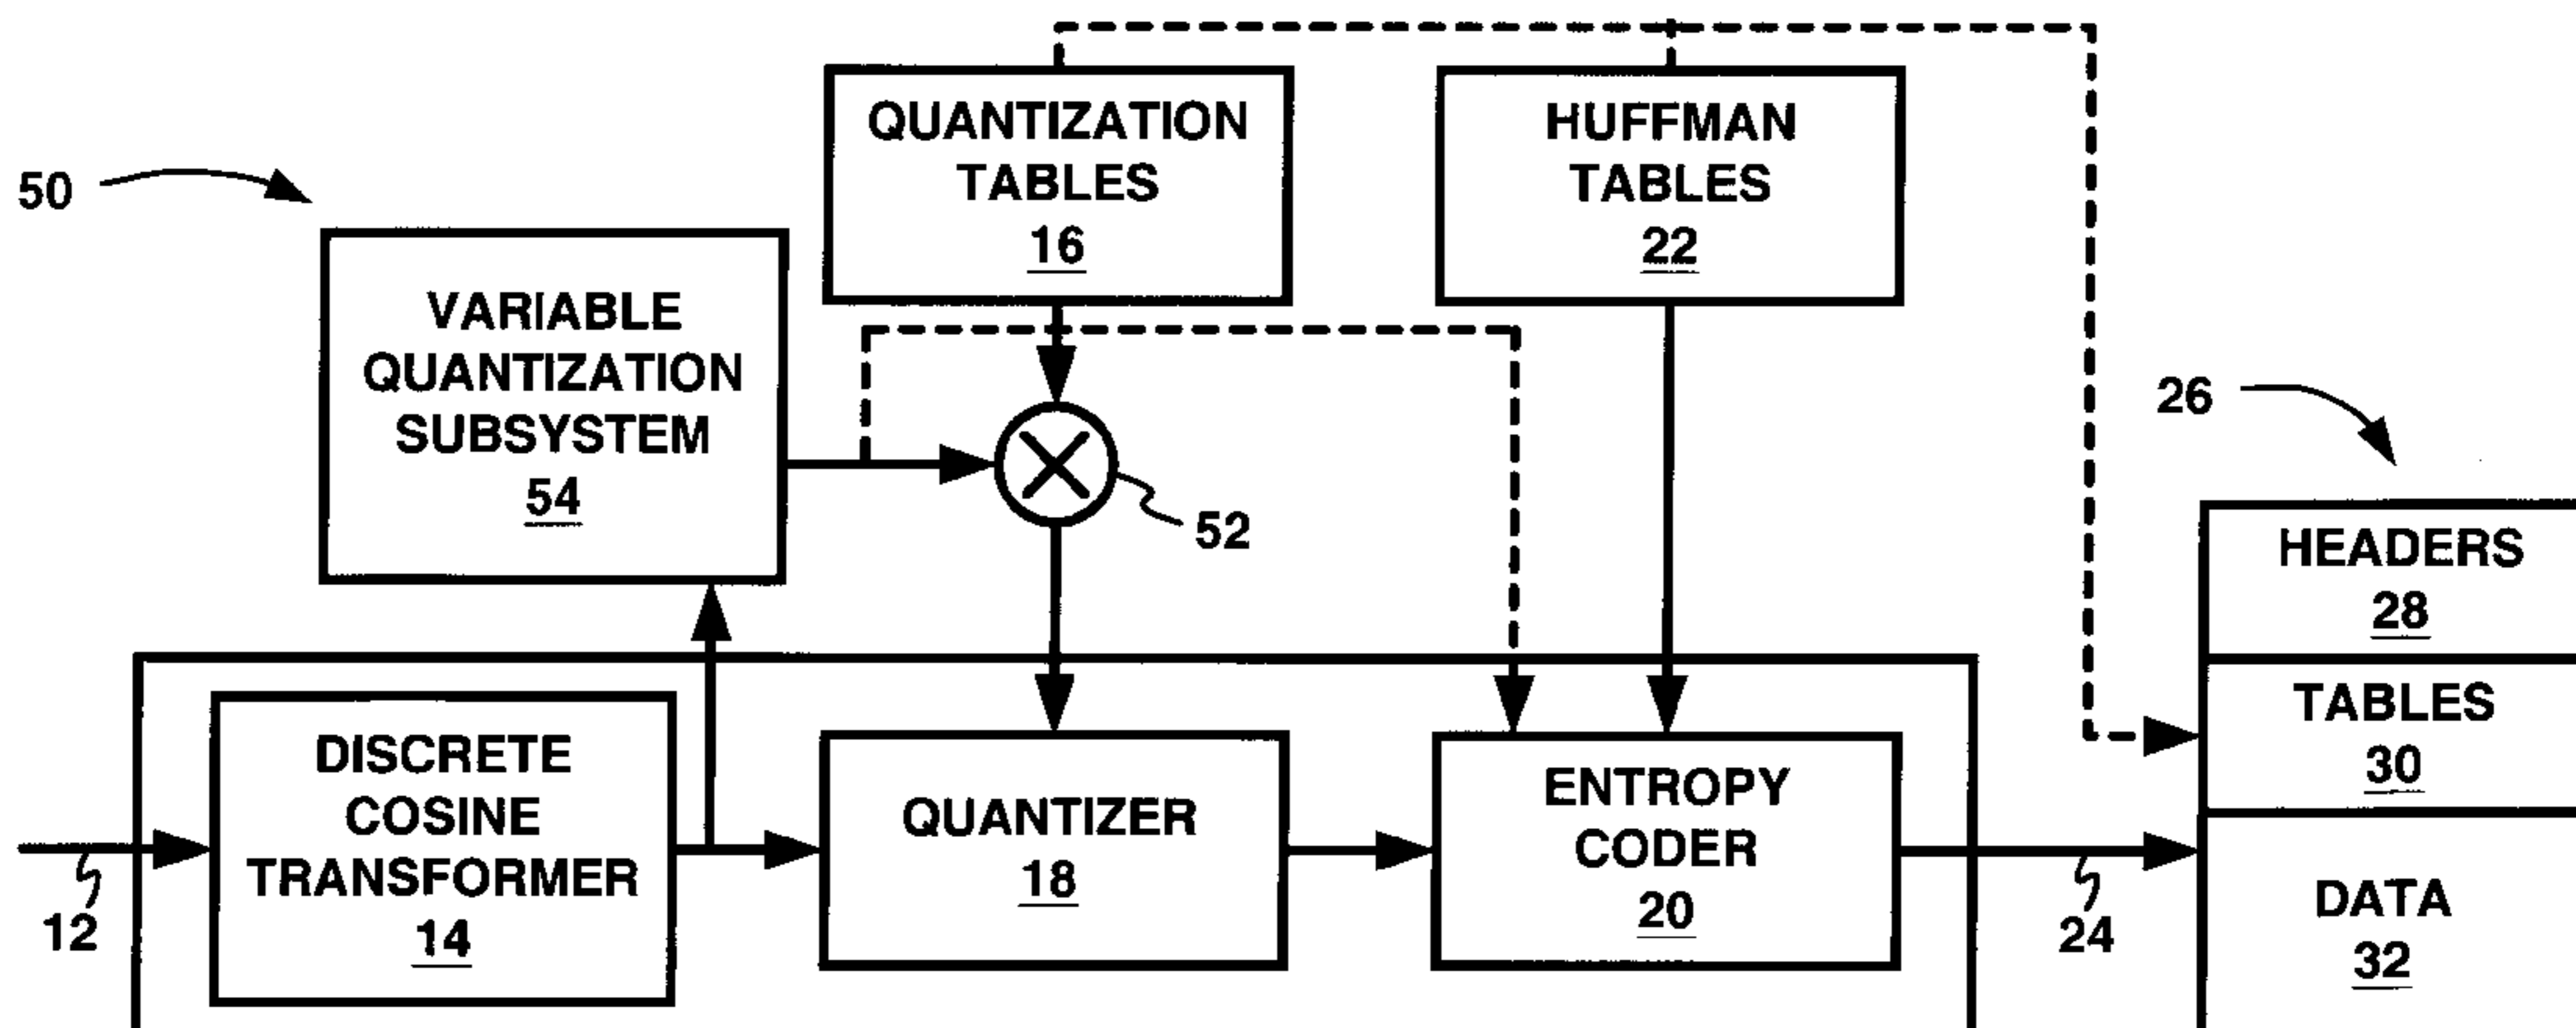 QUANTIZATION
TABLES
16
HUFFMAN
TABLES
22
50
VARIABLE
QUANTIZATION
SUBSYSTEM
54
52
26
HEADERS
28
TABLES
30
DATA
32
DISCRETE
COSINE
TRANSFORMER
14
QUANTIZER
18
ENTROPY
CODER
20
12
24